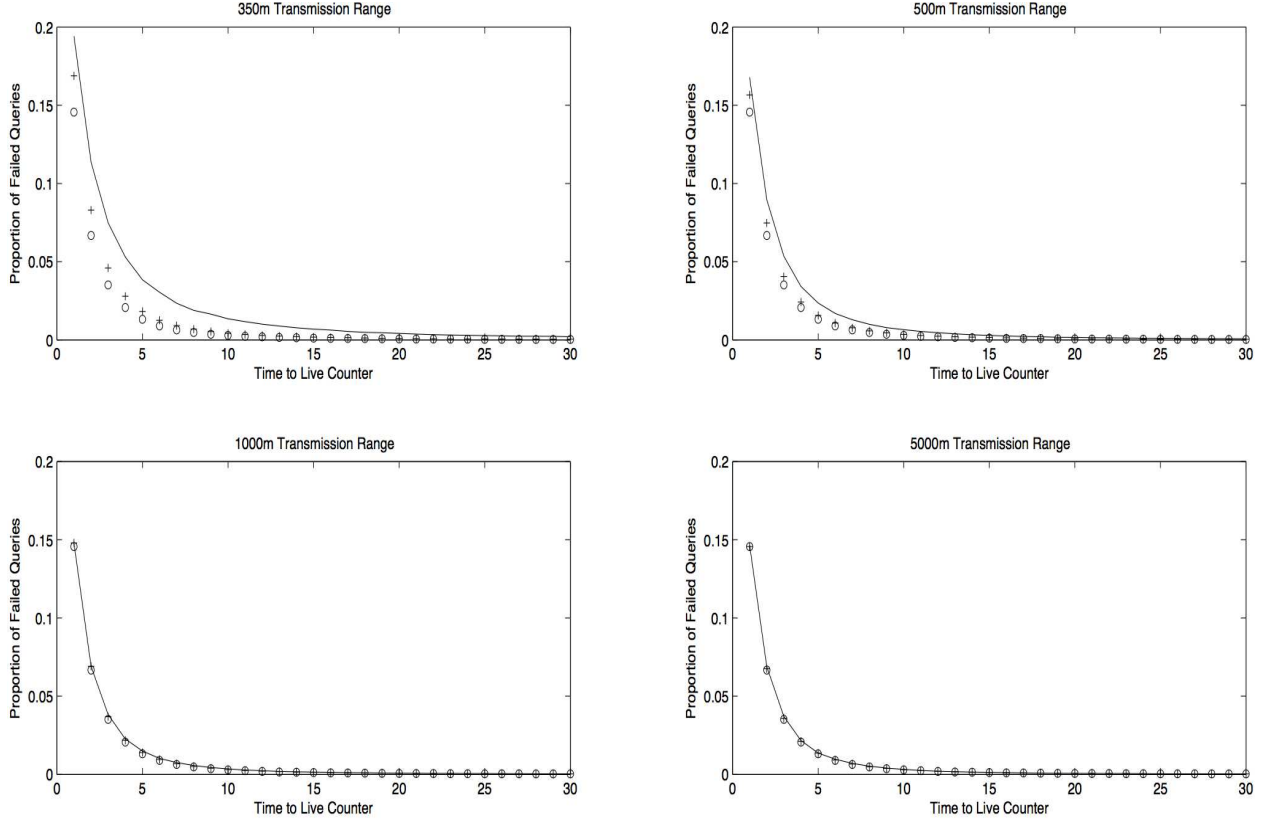 350m Transmission Range
0.2
0.15
0.1
0.05
0
Proportion of Failed Queries
0 5 10 15 20 25 30
Time to Live Counter
500m Transmission Range
0.2
0.15
0.1
0.05
0
Proportion of Failed Queries
0 5 10 15 20 25 30
Time to Live Counter
1000m Transmission Range
0.2
0.15
0.1
0.05
0
Proportion of Failed Queries
0 5 10 15 20 25 30
Time to Live Counter
5000m Transmission Range
0.2
0.15
0.1
0.05
0
Proportion of Failed Queries
0 5 10 15 20 25 30
Time to Live Counter